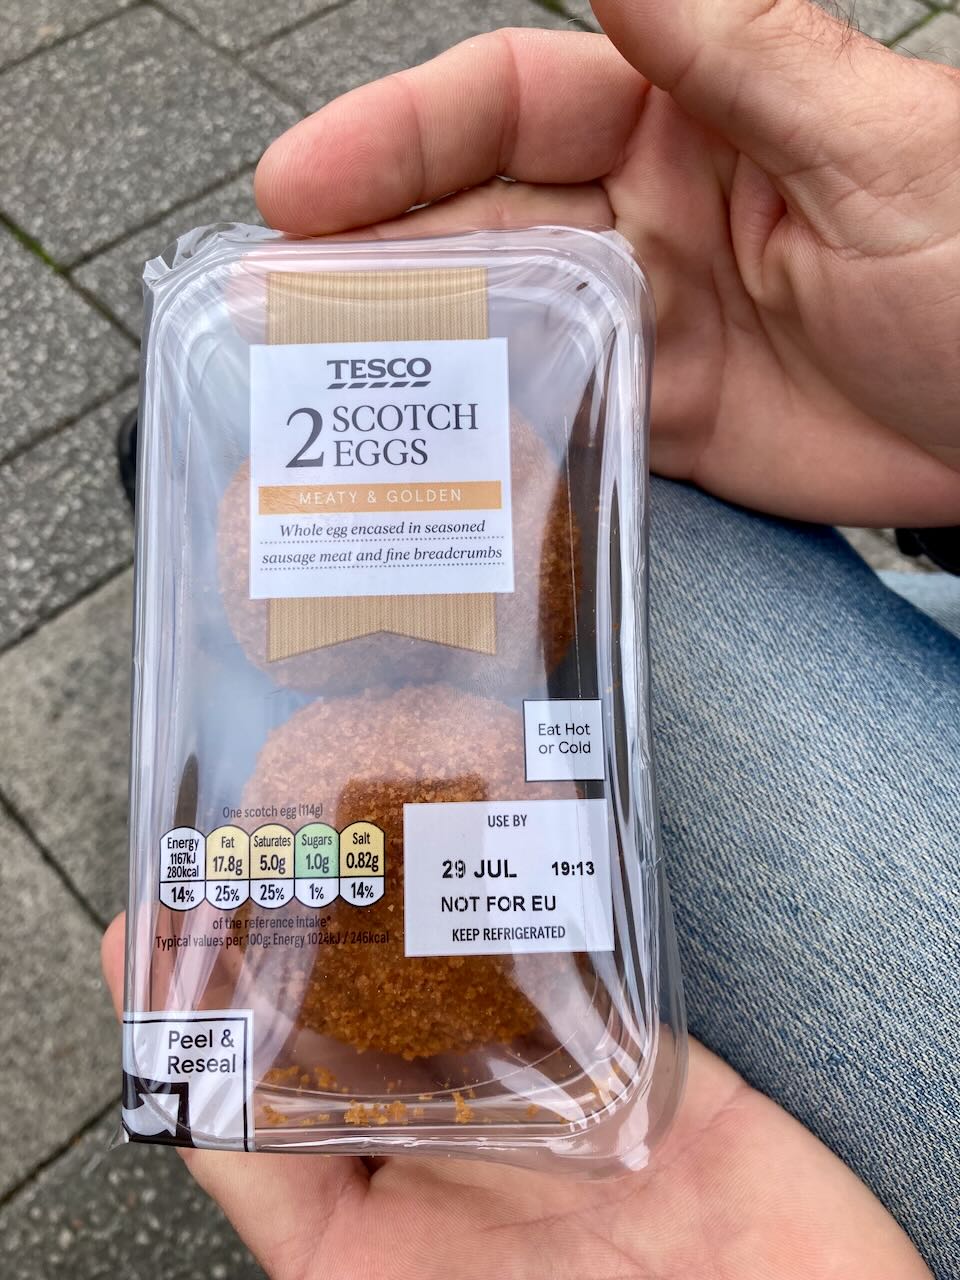 TESCO
2 SCOTCH
EGGS
MEATY & GOLDEN
Whole egg encased in seasoned
sausage meat and fine breadcrumbs
Eat Hot
or Cold
One scotch egg (114g)
Energy
1167kJ
280kcal
14%
Fat
17.8g
25%
Saturates
5.0g
25%
Sugars
1.0g
1%
Salt
0.82g
14%
of the reference intake*
Typical values per 100g: Energy 1024kJ / 246kcal
USE BY
29 JUL 19:13
NOT FOR EU
KEEP REFRIGERATED
Peel &
Reseal